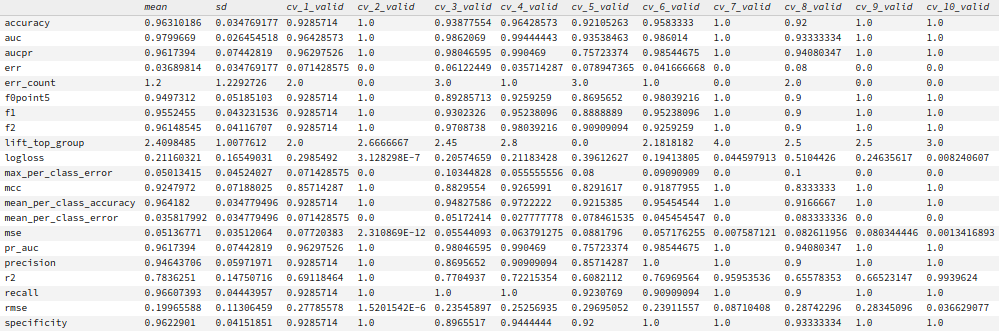 mean sd cv_1_valid cv_2_valid cv_3_valid cv_4_valid cv_5_valid cv_6_valid cv_7_valid cv_8_valid cv_9_valid cv_10_valid
accuracy 0.96310186 0.034769177 0.9285714 1.0 0.93877554 0.96428573 0.92105263 0.9583333 1.0 0.92 1.0 1.0
auc 0.9799669 0.026454518 0.96428573 1.0 0.9862069 0.99444443 0.93538463 0.986014 1.0 0.93333334 1.0 1.0
aucpr 0.9617394 0.07442819 0.96297526 1.0 0.98046595 0.990469 0.75723374 0.98544675 1.0 0.94080347 1.0 1.0
err 0.03689814 0.034769177 0.071428575 0.0 0.06122449 0.035714287 0.078947365 0.041666668 0.0 0.08 0.0 0.0
err_count 1.2 1.2292726 2.0 0.0 3.0 1.0 3.0 1.0 0.0 2.0 0.0 0.0
f0point5 0.9497312 0.05185103 0.9285714 1.0 0.89285713 0.9259259 0.8695652 0.98039216 1.0 0.9 1.0 1.0
f1 0.9552455 0.043231536 0.9285714 1.0 0.9302326 0.95238096 0.8888889 0.95238096 1.0 0.9 1.0 1.0
f2 0.96148545 0.04116707 0.9285714 1.0 0.9708738 0.98039216 0.90909094 0.9259259 1.0 0.9 1.0 1.0
lift_top_group 2.4098485 1.0077612 2.0 2.6666667 2.45 2.8 0.0 2.1818182 4.0 2.5 2.5 3.0
logloss 0.21160321 0.16549031 0.2985492 3.128298E-7 0.20574659 0.21183428 0.39612627 0.19413805 0.044597913 0.5104426 0.24635617 0.008240607
max_per_class_error 0.05013415 0.04524027 0.071428575 0.0 0.10344828 0.055555556 0.08 0.09090909 0.0 0.1 0.0 0.0
mcc 0.9247972 0.07188025 0.85714287 1.0 0.8829554 0.9265991 0.8291617 0.91877955 1.0 0.8333333 1.0 1.0
mean_per_class_accuracy 0.964182 0.034779496 0.9285714 1.0 0.94827586 0.9722222 0.9215385 0.95454544 1.0 0.9166667 1.0 1.0
mean_per_class_error 0.035817992 0.034779496 0.071428575 0.0 0.05172414 0.027777778 0.078461535 0.045454547 0.0 0.083333336 0.0 0.0
mse 0.05136771 0.03512064 0.07720383 2.310869E-12 0.05544093 0.063791275 0.0881796 0.057176255 0.007587121 0.082611956 0.080344446 0.0013416893
pr_auc 0.9617394 0.07442819 0.96297526 1.0 0.98046595 0.990469 0.75723374 0.98544675 1.0 0.94080347 1.0 1.0
precision 0.94643706 0.05971971 0.9285714 1.0 0.8695652 0.90909094 0.85714287 1.0 1.0 0.9 1.0 1.0
r2 0.7836251 0.14750716 0.69118464 1.0 0.7704937 0.72215354 0.6082112 0.76969564 0.95953536 0.65578353 0.66523147 0.9939624
recall 0.96607393 0.04443957 0.9285714 1.0 1.0 1.0 0.9230769 0.90909094 1.0 0.9 1.0 1.0
rmse 0.19965588 0.11306459 0.27785578 1.5201542E-6 0.23545897 0.25256935 0.29695052 0.23911557 0.08710408 0.28742296 0.28345096 0.036629077
specificity 0.9622901 0.04151851 0.9285714 1.0 0.8965517 0.9444444 0.92 1.0 1.0 0.93333334 1.0 1.0